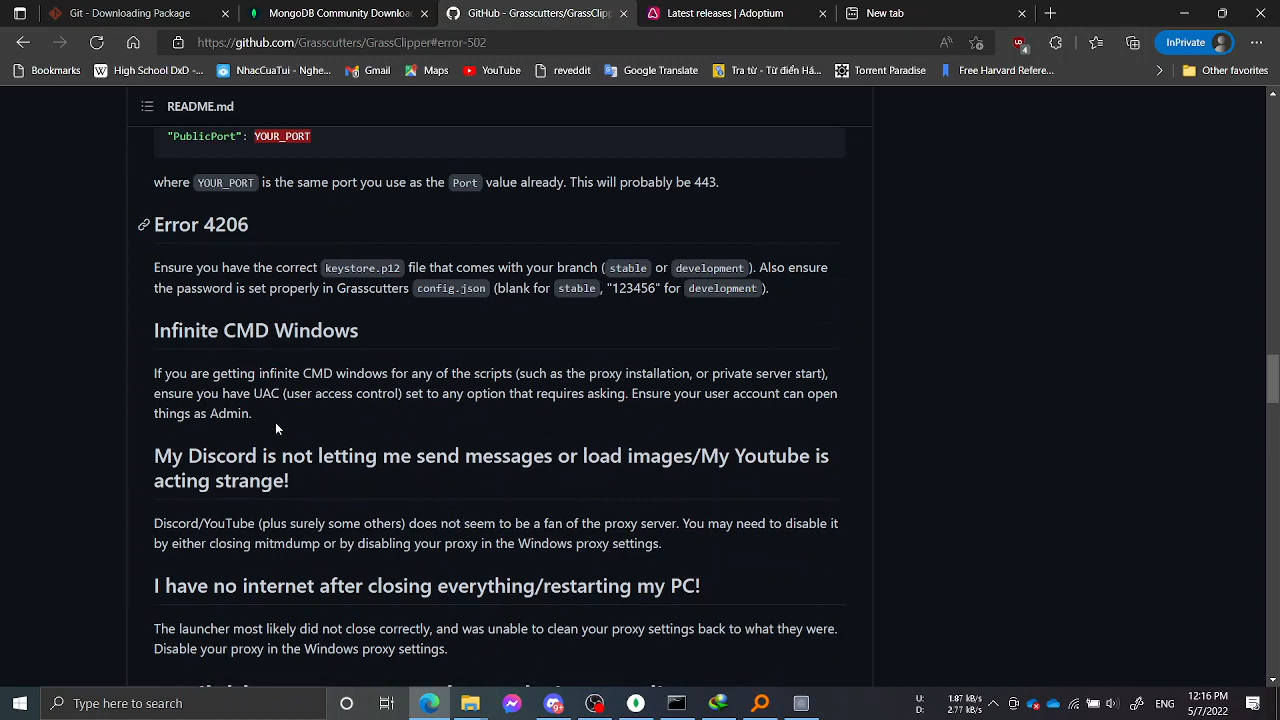 Git - Downloading Package
MongoDB Community Downloa
GitHub - Grasscutters/GrassClipp
Latest releases | Adoptium
New tab
https://github.com/Grasscutters/GrassClipper#error-502
4
InPrivate
Bookmarks
High School DxD -...
NhacCuaTui - Nghe...
Gmail
Maps
YouTube
reveddit
Google Translate
Tra từ - Từ điển Há...
Torrent Paradise
Free Harvard Refere...
Other favorites
README.md
"PublicPort": YOUR_PORT
where YOUR_PORT is the same port you use as the Port value already. This will probably be 443.
Error 4206
Ensure you have the correct keystore.p12 file that comes with your branch (stable or development). Also ensure
the password is set properly in Grasscutters config.json (blank for stable, "123456" for development).
Infinite CMD Windows
If you are getting infinite CMD windows for any of the scripts (such as the proxy installation, or private server start),
ensure you have UAC (user access control) set to any option that requires asking. Ensure your user account can open
things as Admin.
My Discord is not letting me send messages or load images/My Youtube is
acting strange!
Discord/YouTube (plus surely some others) does not seem to be a fan of the proxy server. You may need to disable it
by either closing mitmdump or by disabling your proxy in the Windows proxy settings.
I have no internet after closing everything/restarting my PC!
The launcher most likely did not close correctly, and was unable to clean your proxy settings back to what they were.
Disable your proxy in the Windows proxy settings.
Type here to search
U: 1.87 kB/s
D: 2.77 kB/s
12:16 PM
5/7/2022